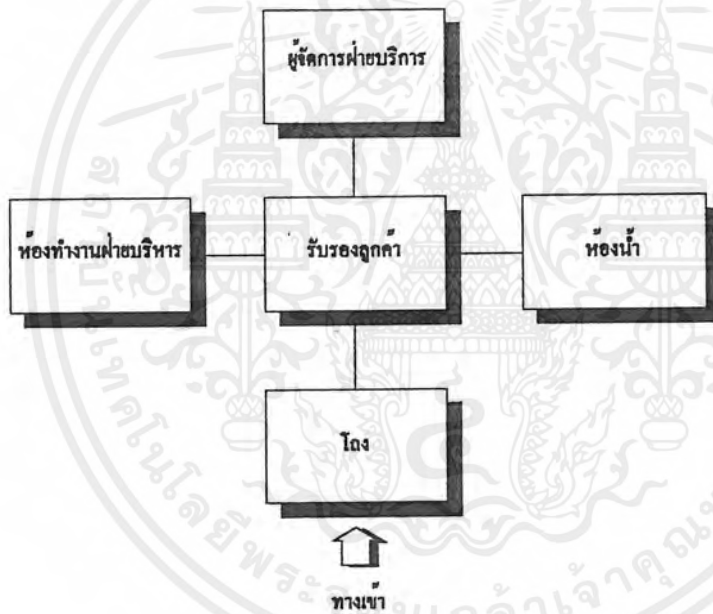 ผู้จัดการฝ่ายบริการ
ห้องทำงานฝ่ายบริหาร
รับรองลูกค้า
ห้องน้ำ
โถง
ทางเข้า